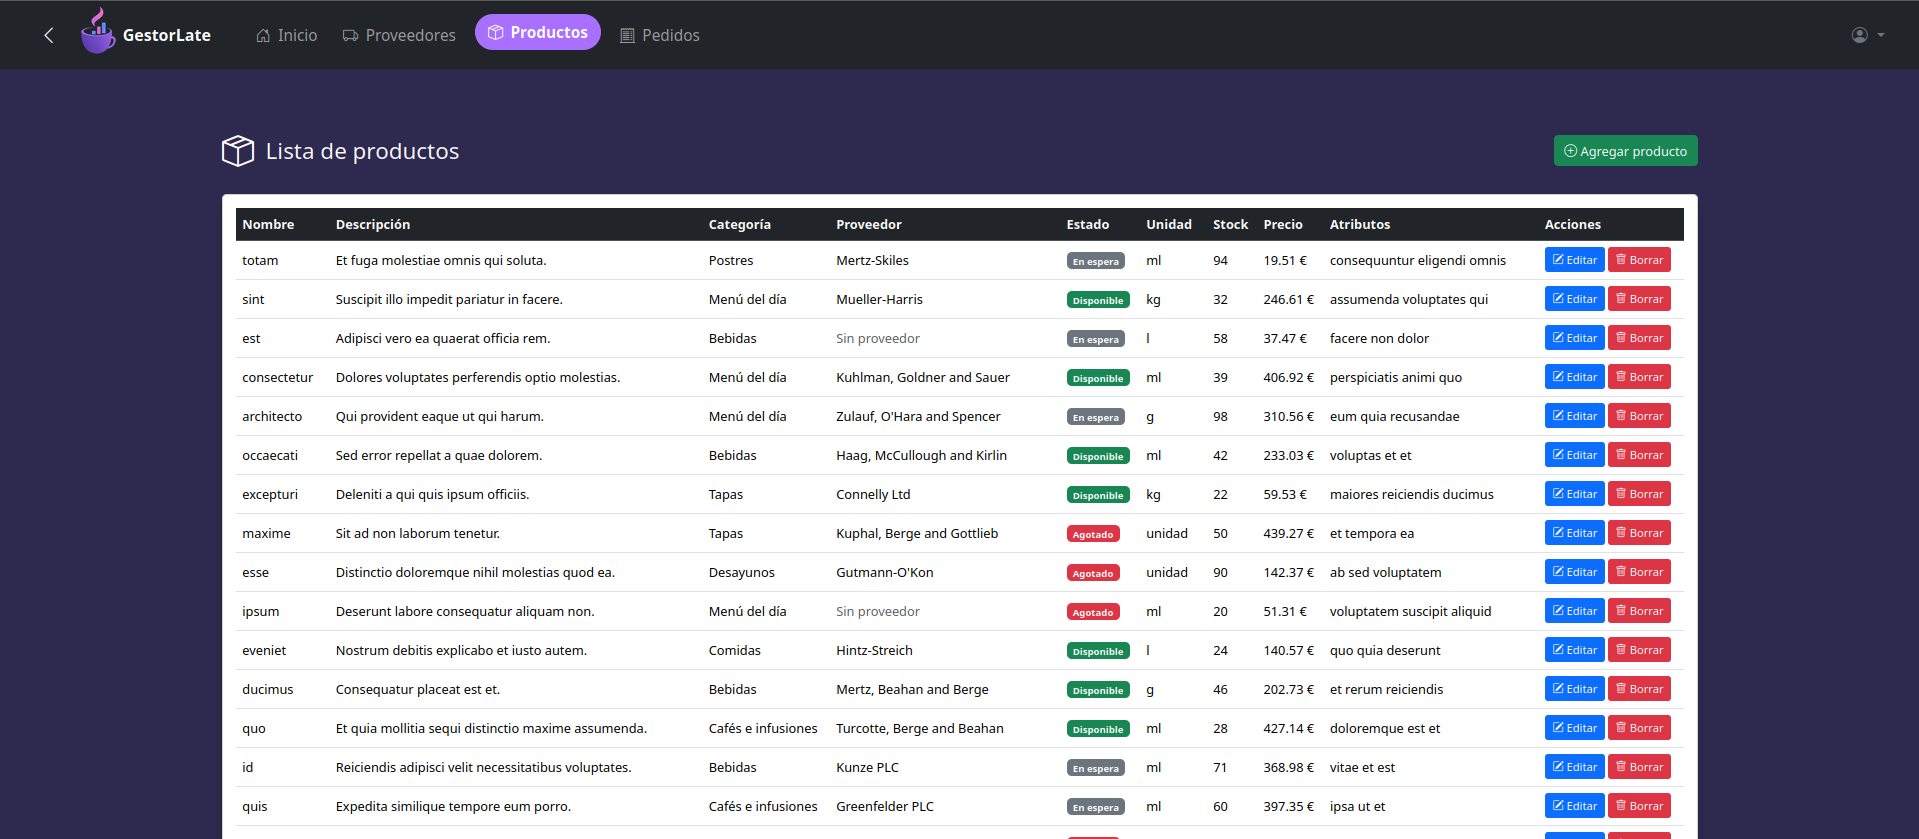 GestorLate Inicio Proveedores Productos Pedidos
Lista de productos Agregar producto
Nombre Descripción Categoría Proveedor Estado Unidad Stock Precio Atributos Acciones
totam Et fuga molestiae omnis qui soluta. Postres Mertz-Skiles En espera ml 94 19.51 € consequuntur eligendi omnis Editar Borrar
sint Suscipit illo impedit pariatur in facere. Menú del día Mueller-Harris Disponible kg 32 246.61 € assumenda voluptates qui Editar Borrar
est Adipisci vero ea quaerat officia rem. Bebidas Sin proveedor En espera l 58 37.47 € facere non dolor Editar Borrar
consectetur Dolores voluptates perferendis optio molestias. Menú del día Kuhlman, Goldner and Sauer Disponible ml 39 406.92 € perspiciatis animi quo Editar Borrar
architecto Qui provident eaque ut qui harum. Menú del día Zulauf, O'Hara and Spencer En espera g 98 310.56 € eum quia recusandae Editar Borrar
occaecati Sed error repellat a quae dolorem. Bebidas Haag, McCullough and Kirlin Disponible ml 42 233.03 € voluptas et et Editar Borrar
excepturi Deleniti a qui quis ipsum officiis. Tapas Connelly Ltd Disponible kg 22 59.53 € maiores reiciendis ducimus Editar Borrar
maxime Sit ad non laborum tenetur. Tapas Kuphal, Berge and Gottlieb Agotado unidad 50 439.27 € et tempora ea Editar Borrar
esse Distinctio doloremque nihil molestias quod ea. Desayunos Gutmann-O'Kon Agotado unidad 90 142.37 € ab sed voluptatem Editar Borrar
ipsum Deserunt labore consequatur aliquam non. Menú del día Sin proveedor Agotado ml 20 51.31 € voluptatem suscipit aliquid Editar Borrar
eveniet Nostrum debitis explicabo et iusto autem. Comidas Hintz-Streich Disponible l 24 140.57 € quo quia deserunt Editar Borrar
ducimus Consequatur placeat est et. Bebidas Mertz, Beahan and Berge Disponible g 46 202.73 € et rerum reiciendis Editar Borrar
quo Et quia mollitia sequi distinctio maxime assumenda. Cafés e infusiones Turcotte, Berge and Beahan Disponible ml 28 427.14 € doloremque est et Editar Borrar
id Reiciendis adipisci velit necessitatibus voluptates. Bebidas Kunze PLC En espera ml 71 368.98 € vitae et est Editar Borrar
quis Expedita similique tempore eum porro. Cafés e infusiones Greenfelder PLC En espera ml 60 397.35 € ipsa ut et Editar Borrar